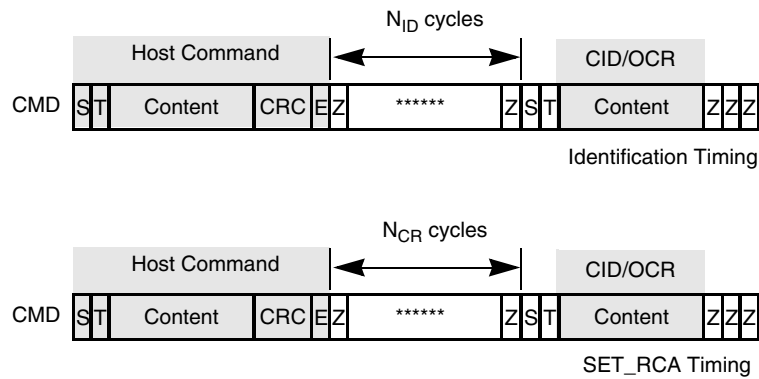 N_ID cycles
Host Command CID/OCR
CMD S T Content CRC E Z ****** Z S T Content Z Z Z
Identification Timing
N_CR cycles
Host Command CID/OCR
CMD S T Content CRC E Z ****** Z S T Content Z Z Z
SET_RCA Timing